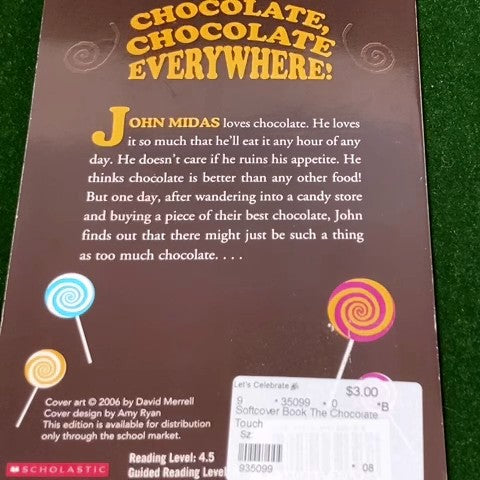 CHOCOLATE,
CHOCOLATE
EVERYWHERE!
JOHN MIDAS loves chocolate. He loves
it so much that he'll eat it any hour of any
day. He doesn't care if he ruins his appetite. He
thinks chocolate is better than any other food!
But one day, after wandering into a candy store
and buying a piece of their best chocolate, John
finds out that there might just be such a thing
as too much chocolate. . . .
Cover art © 2006 by David Merrell
Cover design by Amy Ryan
This edition is available for distribution
only through the school market.
SCHOLASTIC
Reading Level: 4.5
Guided Reading Level
Let's Celebrate
$3.00
9 * 35099 * 0 *B
Softcover Book The Chocolate
Touch
Sz:
935099 * 08